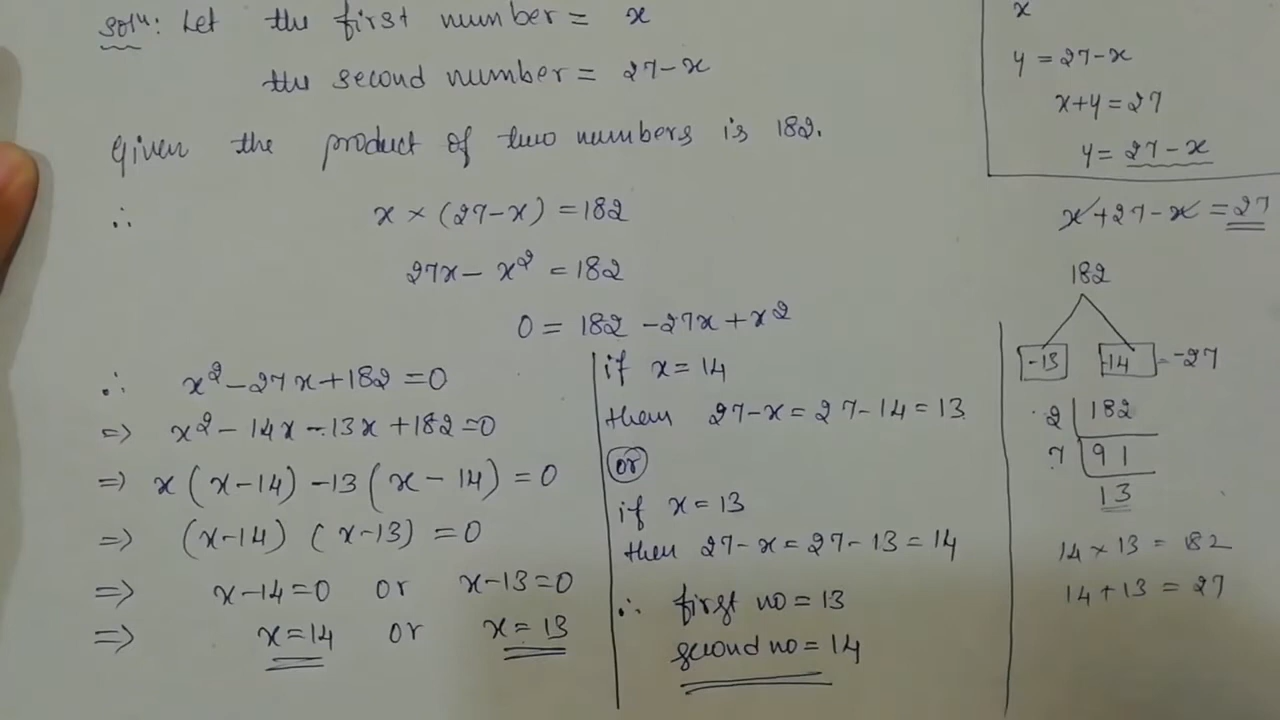 Soln: Let the first number = x
the second number = 27-x
Given the product of two numbers is 182.
∴ x × (27-x) = 182
27x - x² = 182
0 = 182 - 27x + x²
∴ x² - 27x + 182 = 0
=> x² - 14x - 13x + 182 = 0
=> x(x-14) - 13(x-14) = 0
=> (x-14) (x-13) = 0
=> x-14=0 or x-13=0
=> x=14 or x=13
if x = 14
then 27-x = 27-14 = 13
or
if x = 13
then 27-x = 27-13 = 14
∴ first no = 13
second no = 14
x
y = 27-x
x+y = 27
y = 27-x
x+27-x = 27
182
-13 -14 = -27
2 182
7 91
13
14 × 13 = 182
14 + 13 = 27